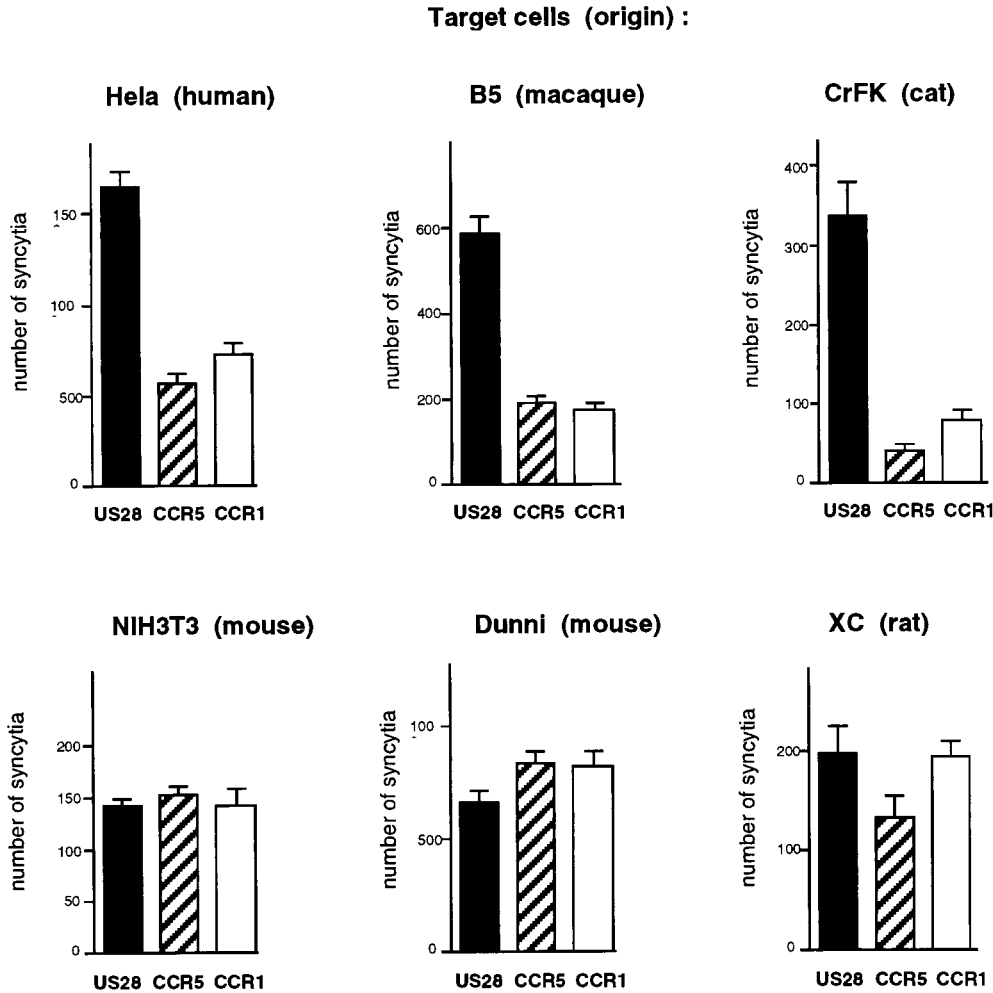 Target cells (origin) :
Hela (human)
B5 (macaque)
CrFK (cat)
number of syncytia
150
100
500
0
US28 CCR5 CCR1
number of syncytia
600
400
200
0
US28 CCR5 CCR1
number of syncytia
400
300
200
100
0
US28 CCR5 CCR1
NIH3T3 (mouse)
Dunni (mouse)
XC (rat)
number of syncytia
200
150
100
50
0
US28 CCR5 CCR1
number of syncytia
100
500
0
US28 CCR5 CCR1
number of syncytia
200
100
0
US28 CCR5 CCR1